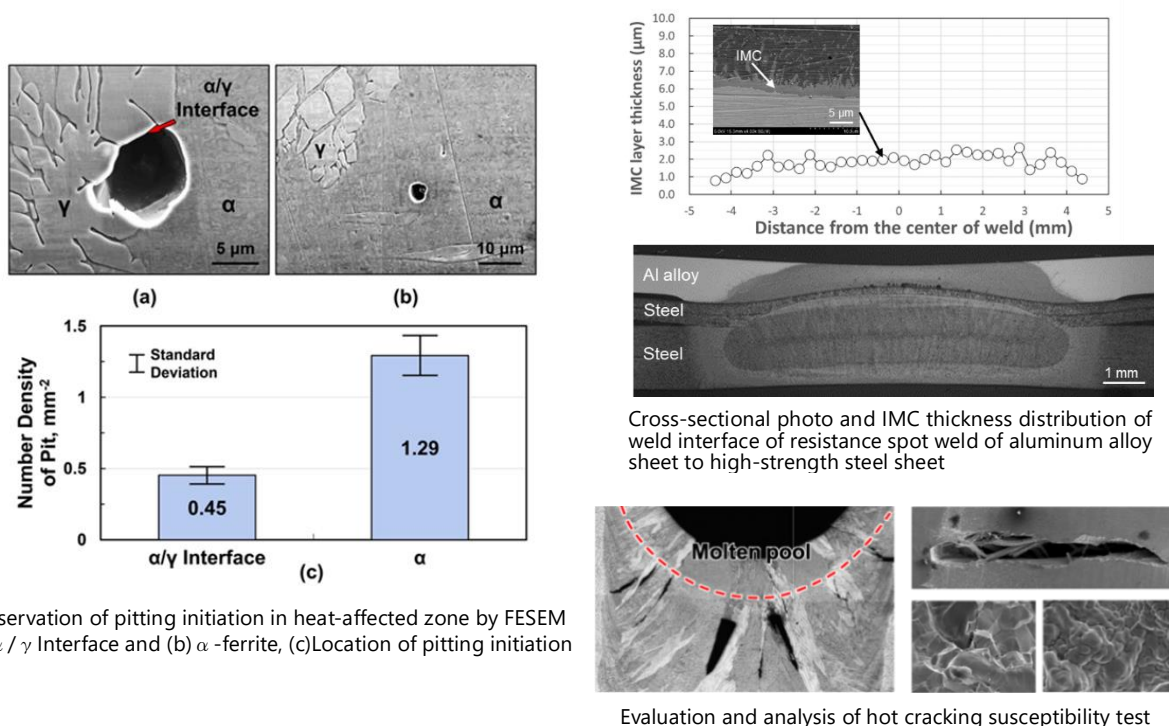 α/γ
Interface
γ
α
5 μm
γ
α
10 μm
(a)
(b)
Number Density
of Pit, mm-2
1.5
1
0.5
0
Standard
Deviation
0.45
1.29
α/γ Interface
α
(c)
servation of pitting initiation in heat-affected zone by FESEM
/ γ Interface and (b) α -ferrite, (c)Location of pitting initiation
IMC layer thickness (μm)
10.0
9.0
8.0
7.0
6.0
5.0
4.0
3.0
2.0
1.0
0.0
IMC
5 μm
-5 -4 -3 -2 -1 0 1 2 3 4 5
Distance from the center of weld (mm)
Al alloy
Steel
Steel
1 mm
Cross-sectional photo and IMC thickness distribution of
weld interface of resistance spot weld of aluminum alloy
sheet to high-strength steel sheet
Molten pool
Evaluation and analysis of hot cracking susceptibility test